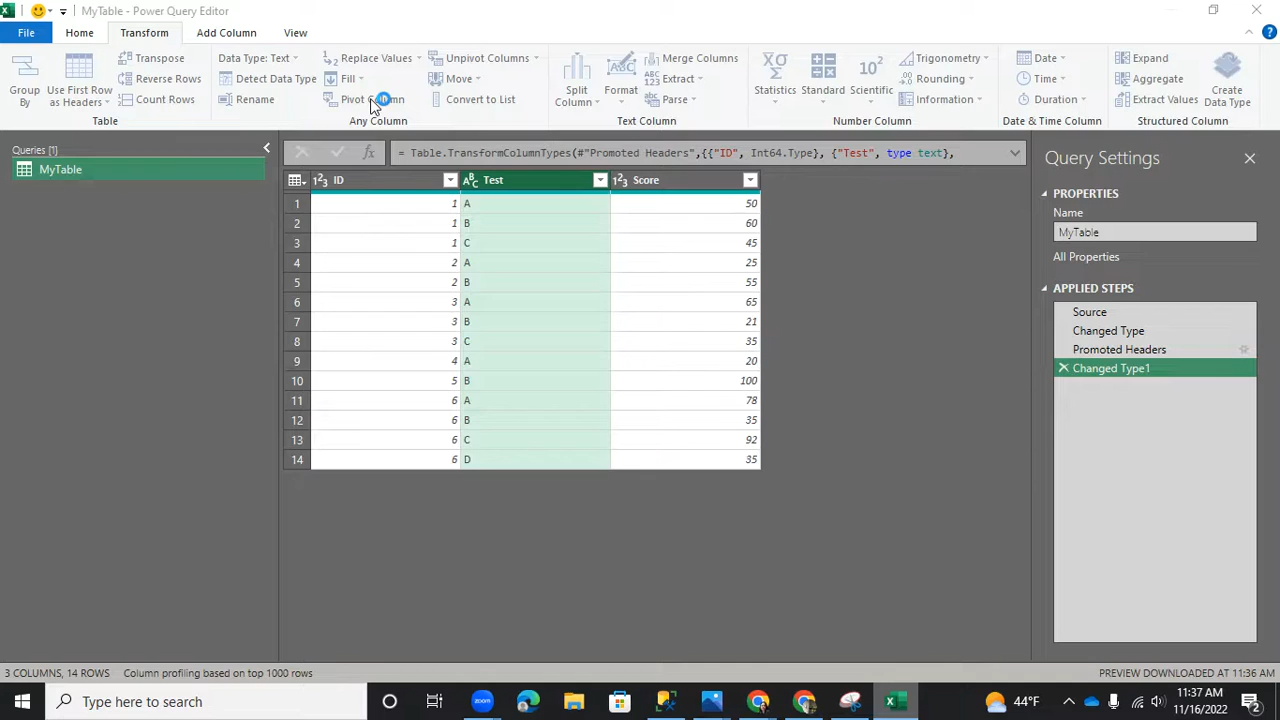 MyTable - Power Query Editor
File Home Transform Add Column View
Group By
Use First Row as Headers
Transpose
Reverse Rows
Count Rows
Table
Data Type: Text
Detect Data Type
Rename
Replace Values
Fill
Pivot
Unpivot Columns
Move
Convert to List
Any Column
Split Column
Format
Merge Columns
Extract
Parse
Text Column
Statistics
Standard
Scientific
Trigonometry
Rounding
Information
Number Column
Date
Time
Duration
Date & Time Column
Expand
Aggregate
Extract Values
Create Data Type
Structured Column
Queries [1]
MyTable
= Table.TransformColumnTypes(#"Promoted Headers",{{"ID", Int64.Type}, {"Test", type text},
ID Test Score
1 1 A 50
2 1 B 60
3 1 C 45
4 2 A 25
5 2 B 55
6 3 A 65
7 3 B 21
8 3 C 35
9 4 A 20
10 5 B 100
11 6 A 78
12 6 B 35
13 6 C 92
14 6 D 35
Query Settings
PROPERTIES
Name
MyTable
All Properties
APPLIED STEPS
Source
Changed Type
Promoted Headers
Changed Type1
3 COLUMNS, 14 ROWS Column profiling based on top 1000 rows
PREVIEW DOWNLOADED AT 11:36 AM
Type here to search
zoom
44°F
11:37 AM
11/16/2022
2